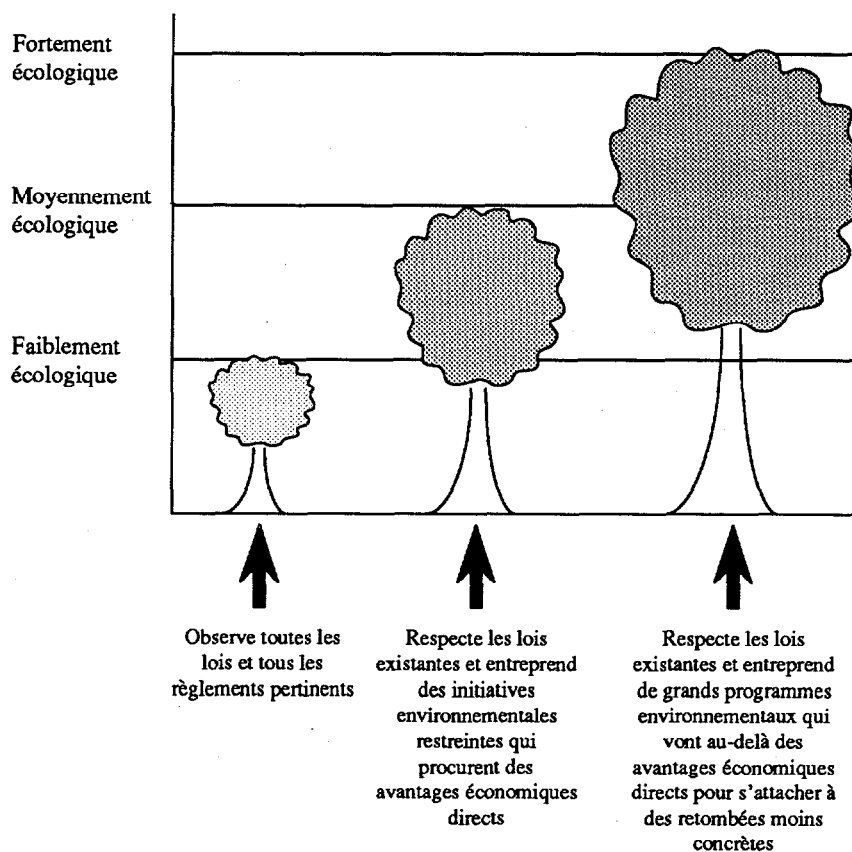 Fortement
écologique
Moyennement
écologique
Faiblement
écologique
Observe toutes les
lois et tous les
règlements pertinents
Respecte les lois
existantes et entreprend
des initiatives
environnementales
restreintes qui
procurent des
avantages économiques
directs
Respecte les lois
existantes et entreprend
de grands programmes
environnementaux qui
vont au-delà des
avantages économiques
directs pour s'attacher à
des retombées moins
concrètes